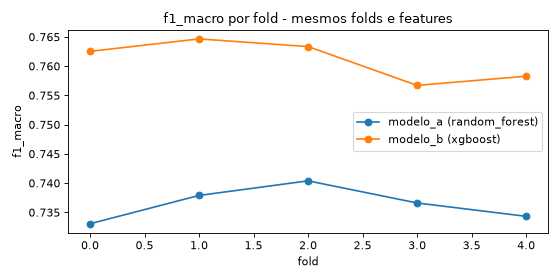 f1_macro por fold - mesmos folds e features
0.765
0.760
0.755
0.750
0.745
0.740
0.735
f1_macro
modelo_a (random_forest)
modelo_b (xgboost)
0.0 0.5 1.0 1.5 2.0 2.5 3.0 3.5 4.0
fold